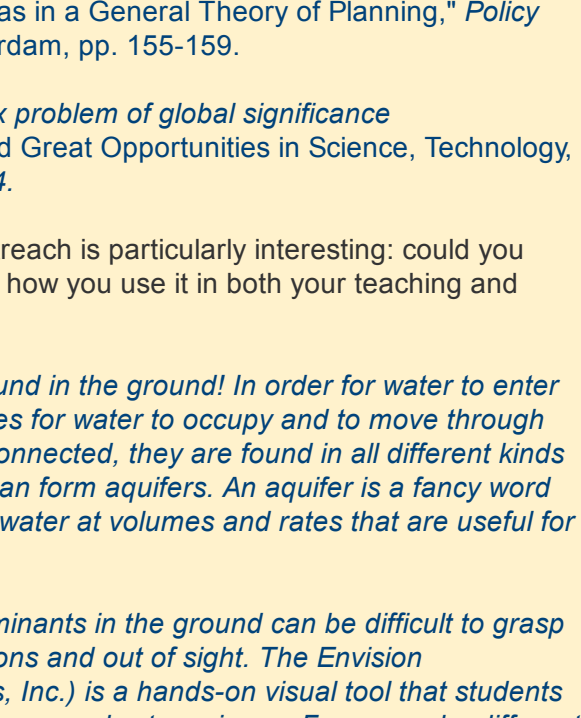 as in a General Theory of Planning," Policy
rdam, pp. 155-159.
x problem of global significance
d Great Opportunities in Science, Technology,
4.
reach is particularly interesting: could you
how you use it in both your teaching and
und in the ground! In order for water to enter
es for water to occupy and to move through
onnected, they are found in all different kinds
an form aquifers. An aquifer is a fancy word
water at volumes and rates that are useful for
minants in the ground can be difficult to grasp
ons and out of sight. The Envision
s, Inc.) is a hands-on visual tool that students